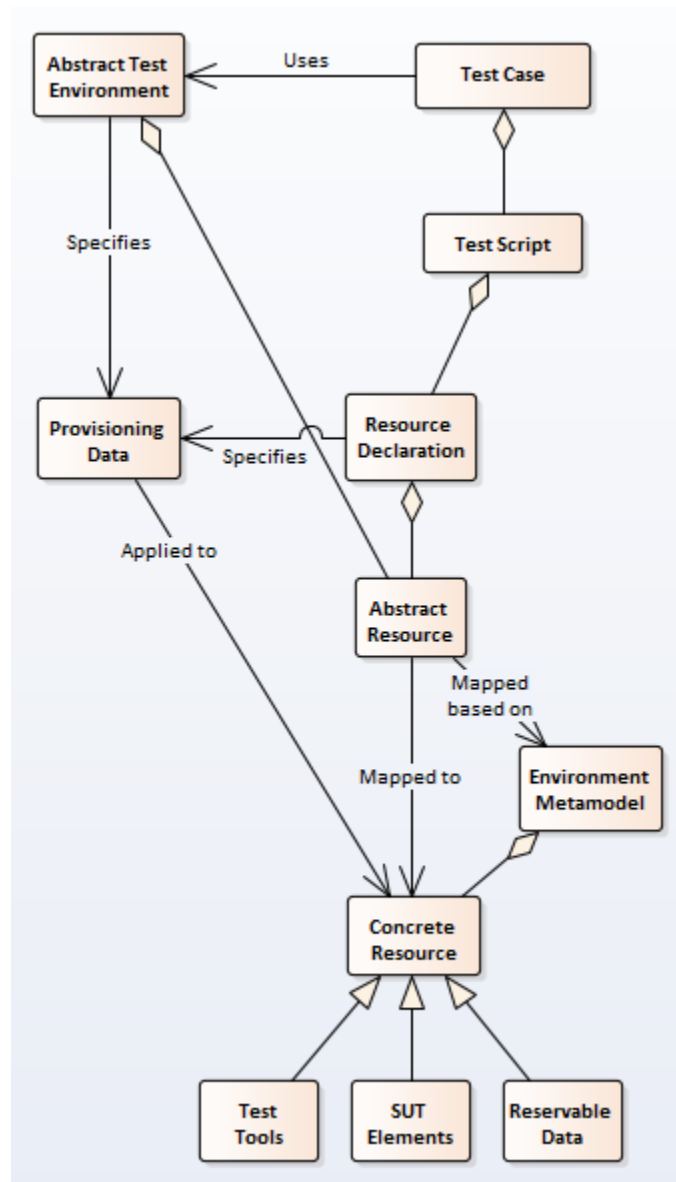 Abstract Test
Environment
Uses
Test Case
Specifies
Test Script
Provisioning
Data
Specifies
Resource
Declaration
Applied to
Abstract
Resource
Mapped
based on
Mapped to
Environment
Metamodel
Concrete
Resource
Test
Tools
SUT
Elements
Reservable
Data